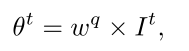 θ^t = w^q × I^t,